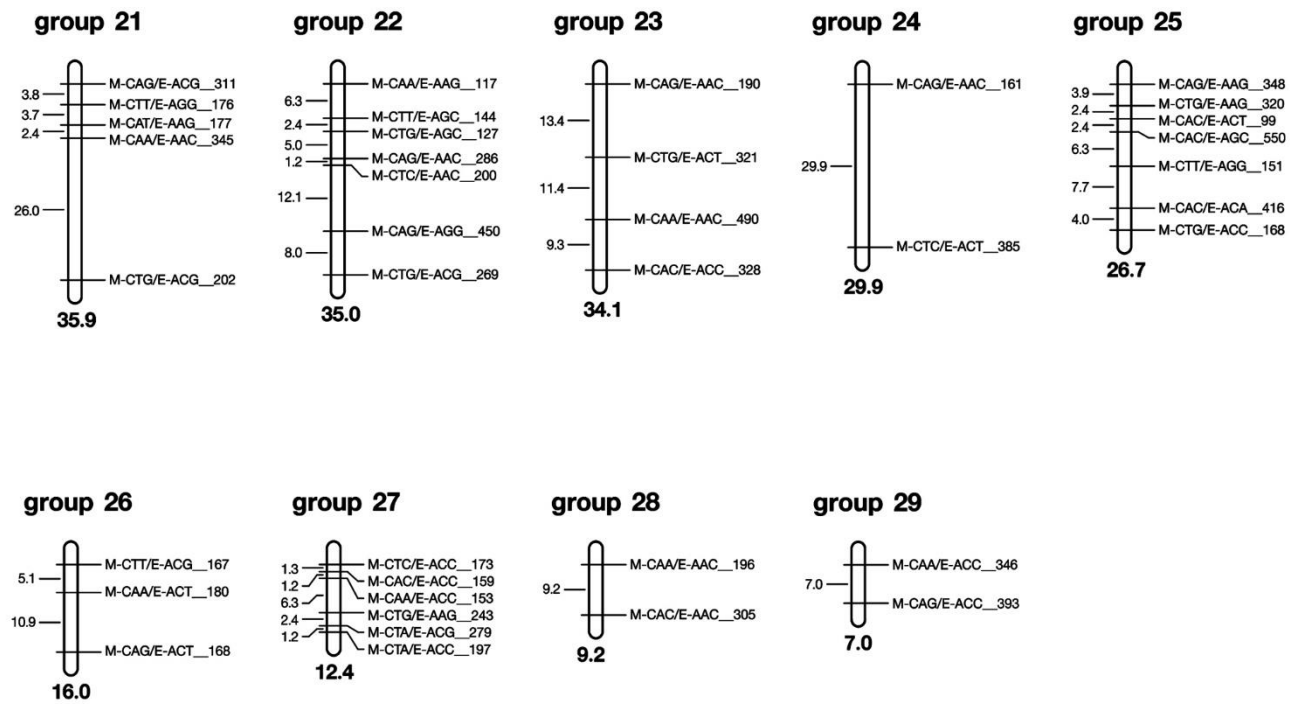 group 21
3.8
3.7
2.4
26.0
M-CAG/E-ACG__311
M-CTT/E-AGG__176
M-CAT/E-AAG__177
M-CAA/E-AAC__345
M-CTG/E-ACG__202
35.9
group 22
6.3
2.4
5.0
1.2
12.1
8.0
M-CAA/E-AAG__117
M-CTT/E-AGC__144
M-CTG/E-AGC__127
M-CAG/E-AAC__286
M-CTC/E-AAC__200
M-CAG/E-AGG__450
M-CTG/E-ACG__269
35.0
group 23
13.4
11.4
9.3
M-CAG/E-AAC__190
M-CTG/E-ACT__321
M-CAA/E-AAC__490
M-CAC/E-ACC__328
34.1
group 24
29.9
M-CAG/E-AAC__161
M-CTC/E-ACT__385
29.9
group 25
3.9
2.4
2.4
6.3
7.7
4.0
M-CAG/E-AAG__348
M-CTG/E-AAG__320
M-CAC/E-ACT__99
M-CAC/E-AGC__550
M-CTT/E-AGG__151
M-CAC/E-ACA__416
M-CTG/E-ACC__168
26.7
group 26
5.1
10.9
M-CTT/E-ACG__167
M-CAA/E-ACT__180
M-CAG/E-ACT__168
16.0
group 27
1.3
1.2
6.3
2.4
1.2
M-CTC/E-ACC__173
M-CAC/E-ACC__159
M-CAA/E-ACC__153
M-CTG/E-AAG__243
M-CTA/E-ACG__279
M-CTA/E-ACC__197
12.4
group 28
9.2
M-CAA/E-AAC__196
M-CAC/E-AAC__305
9.2
group 29
7.0
M-CAA/E-ACC__346
M-CAG/E-ACC__393
7.0